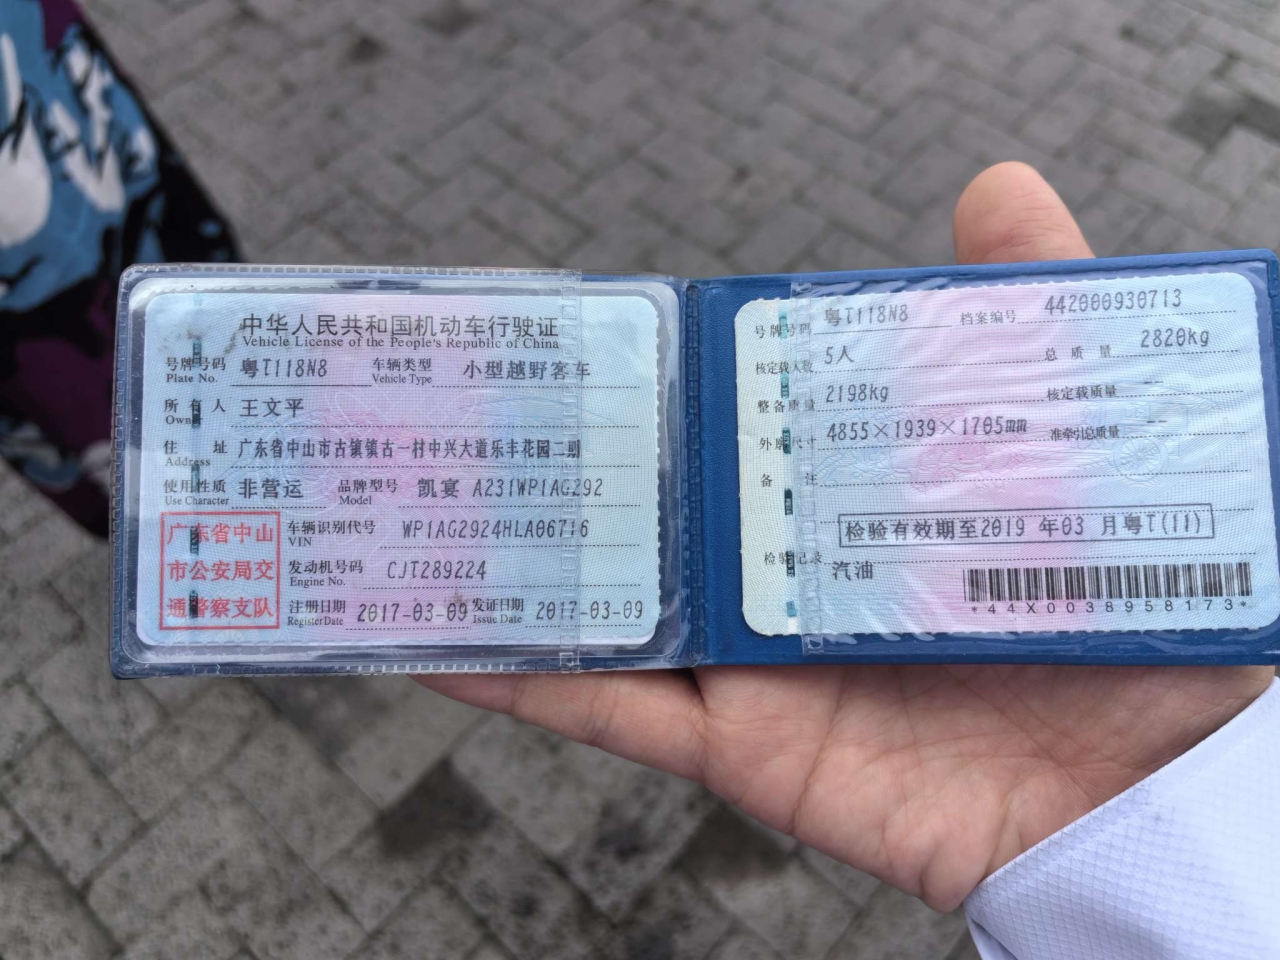 中华人民共和国机动车行驶证
Vehicle License of the People's Republic of China
号牌号码 粤T118N8 车辆类型 小型越野客车
Plate No. Vehicle Type
所有人 王文平
Owner
住址 广东省中山市古镇镇古一村中兴大道乐丰花园二期
Address
使用性质 非营运 品牌型号 凯宴 A231WP1AG292
Use Character Model
广东省中山
市公安局交
通警察支队
车辆识别代号 WP1AG2924HLA06716
VIN
发动机号码 CJT289224
Engine No.
注册日期 2017-03-09 发证日期 2017-03-09
Register Date Issue Date
号牌号码 粤T118N8 档案编号 442000930713
核定载人数 5人 总质量 2820kg
整备质量 2198kg 核定载质量 --
外廓尺寸 4855×1939×1705mm 准牵引总质量 --
备注
检验有效期至2019 年03 月粤T(11)
检验记录
汽油
*44X0038958173*